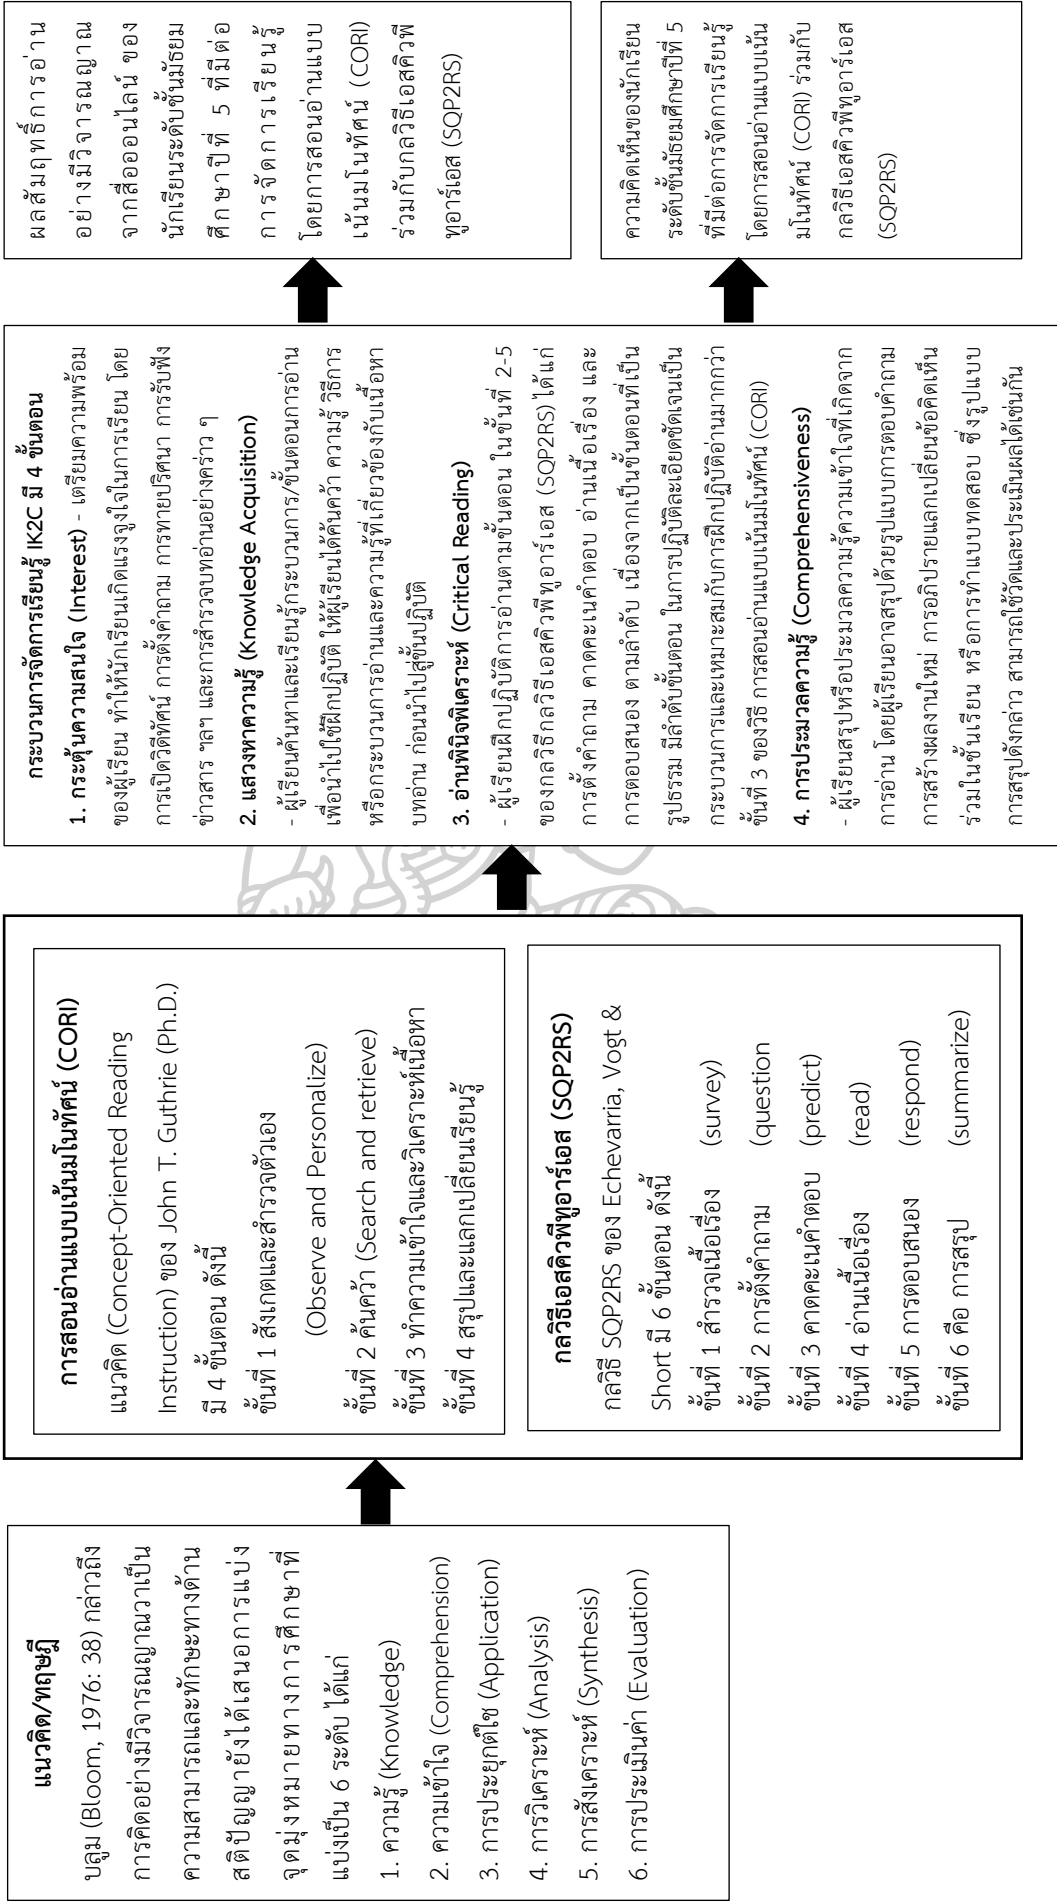 แนวคิด/ทฤษฎี
บลูม (Bloom, 1976: 38) กล่าวถึง
การคิดอย่างมีวิจารณญาณว่าเป็น
ความสามารถและทักษะทางด้าน
สติปัญญายังได้เสนอการแบ่ง
จุดมุ่งหมายทางการศึกษาที่
แบ่งเป็น 6 ระดับ ได้แก่
1. ความรู้ (Knowledge)
2. ความเข้าใจ (Comprehension)
3. การประยุกต์ใช้ (Application)
4. การวิเคราะห์ (Analysis)
5. การสังเคราะห์ (Synthesis)
6. การประเมินค่า (Evaluation)
การสอนอ่านแบบเน้นมโนทัศน์ (CORI)
แนวคิด (Concept-Oriented Reading
Instruction) ของ John T. Guthrie (Ph.D.)
มี 4 ขั้นตอน ดังนี้
ขั้นที่ 1 สังเกตและสำรวจตัวเอง
(Observe and Personalize)
ขั้นที่ 2 ค้นคว้า (Search and retrieve)
ขั้นที่ 3 ทำความเข้าใจและวิเคราะห์เนื้อหา
ขั้นที่ 4 สรุปและแลกเปลี่ยนเรียนรู้
กลวิธีเอสคิวพีทูอาร์เอส (SQP2RS)
กลวิธี SQP2RS ของ Echevarria, Vogt &
Short มี 6 ขั้นตอน ดังนี้
ขั้นที่ 1 สำรวจเนื้อเรื่อง (survey)
ขั้นที่ 2 การตั้งคำถาม (question
ขั้นที่ 3 คาดคะเนคำตอบ (predict)
ขั้นที่ 4 อ่านเนื้อเรื่อง (read)
ขั้นที่ 5 การตอบสนอง (respond)
ขั้นที่ 6 คือ การสรุป (summarize)
กระบวนการจัดการเรียนรู้ IK2C มี 4 ขั้นตอน
1. กระตุ้นความสนใจ (Interest) - เตรียมความพร้อม
ของผู้เรียน ทำให้นักเรียนเกิดแรงจูงใจในการเรียน โดย
การเปิดวิดีทัศน์ การตั้งคำถาม การทายปริศนา การรับฟัง
ข่าวสาร ฯลฯ และการสำรวจบทอ่านอย่างคร่าว ๆ
2. แสวงหาความรู้ (Knowledge Acquisition)
- ผู้เรียนค้นหาและเรียนรู้กระบวนการ/ขั้นตอนการอ่าน
เพื่อนำไปใช้ฝึกปฏิบัติ ให้ผู้เรียนได้ค้นคว้า ความรู้ วิธีการ
หรือกระบวนการอ่านและความรู้ที่เกี่ยวของกับเนื้อหา
บทอ่าน ก่อนนำไปสู่ขั้นปฏิบัติ
3. อ่านพินิจพิเคราะห์ (Critical Reading)
- ผู้เรียนฝึกปฏิบัติการอ่านตามขั้นตอน ในขั้นที่ 2-5
ของกลวิธีกลวิธีเอสคิวพีทูอาร์เอส (SQP2RS) ได้แก่
การตั้งคำถาม คาดคะเนคำตอบ อ่านเนื้อเรื่อง และ
การตอบสนอง ตามลำดับ เนื่องจากเป็นขั้นตอนที่เป็น
รูปธรรม มีลำดับขั้นตอน ในการปฏิบัติละเอียดชัดเจนเป็น
กระบวนการและเหมาะสมกับการฝึกปฏิบัติอ่านมากกว่า
ขั้นที่ 3 ของวิธี การสอนอ่านแบบเน้นมโนทัศน์ (CORI)
4. การประมวลความรู้ (Comprehensiveness)
- ผู้เรียนสรุปหรือประมวลความรู้ความเข้าใจที่เกิดจาก
การอ่าน โดยผู้เรียนอาจสรุปด้วยรูปแบบการตอบคำถาม
การสร้างผลงานใหม่ การอภิปรายแลกเปลี่ยนข้อคิดเห็น
ร่วมในชั้นเรียน หรือการทำแบบทดสอบ ซึ่งรูปแบบ
การสรุปดังกล่าว สามารถใช้วัดและประเมินผลได้เช่นกัน
ผลสัมฤทธิ์การอ่าน
อย่างมีวิจารณญาณ
จากสื่อออนไลน์ ของ
นักเรียนระดับชั้นมัธยม
ศึกษาปีที่ 5 ที่มีต่อ
การจัดการเรียนรู้
โดยการสอนอ่านแบบ
เน้นมโนทัศน์ (CORI)
ร่วมกับกลวิธีเอสคิวพี
ทูอาร์เอส (SQP2RS)
ความคิดเห็นของนักเรียน
ระดับชั้นมัธยมศึกษาปีที่ 5
ที่มีต่อการจัดการเรียนรู้
โดยการสอนอ่านแบบเน้น
มโนทัศน์ (CORI) ร่วมกับ
กลวิธีเอสคิวพีทูอาร์เอส
(SQP2RS)